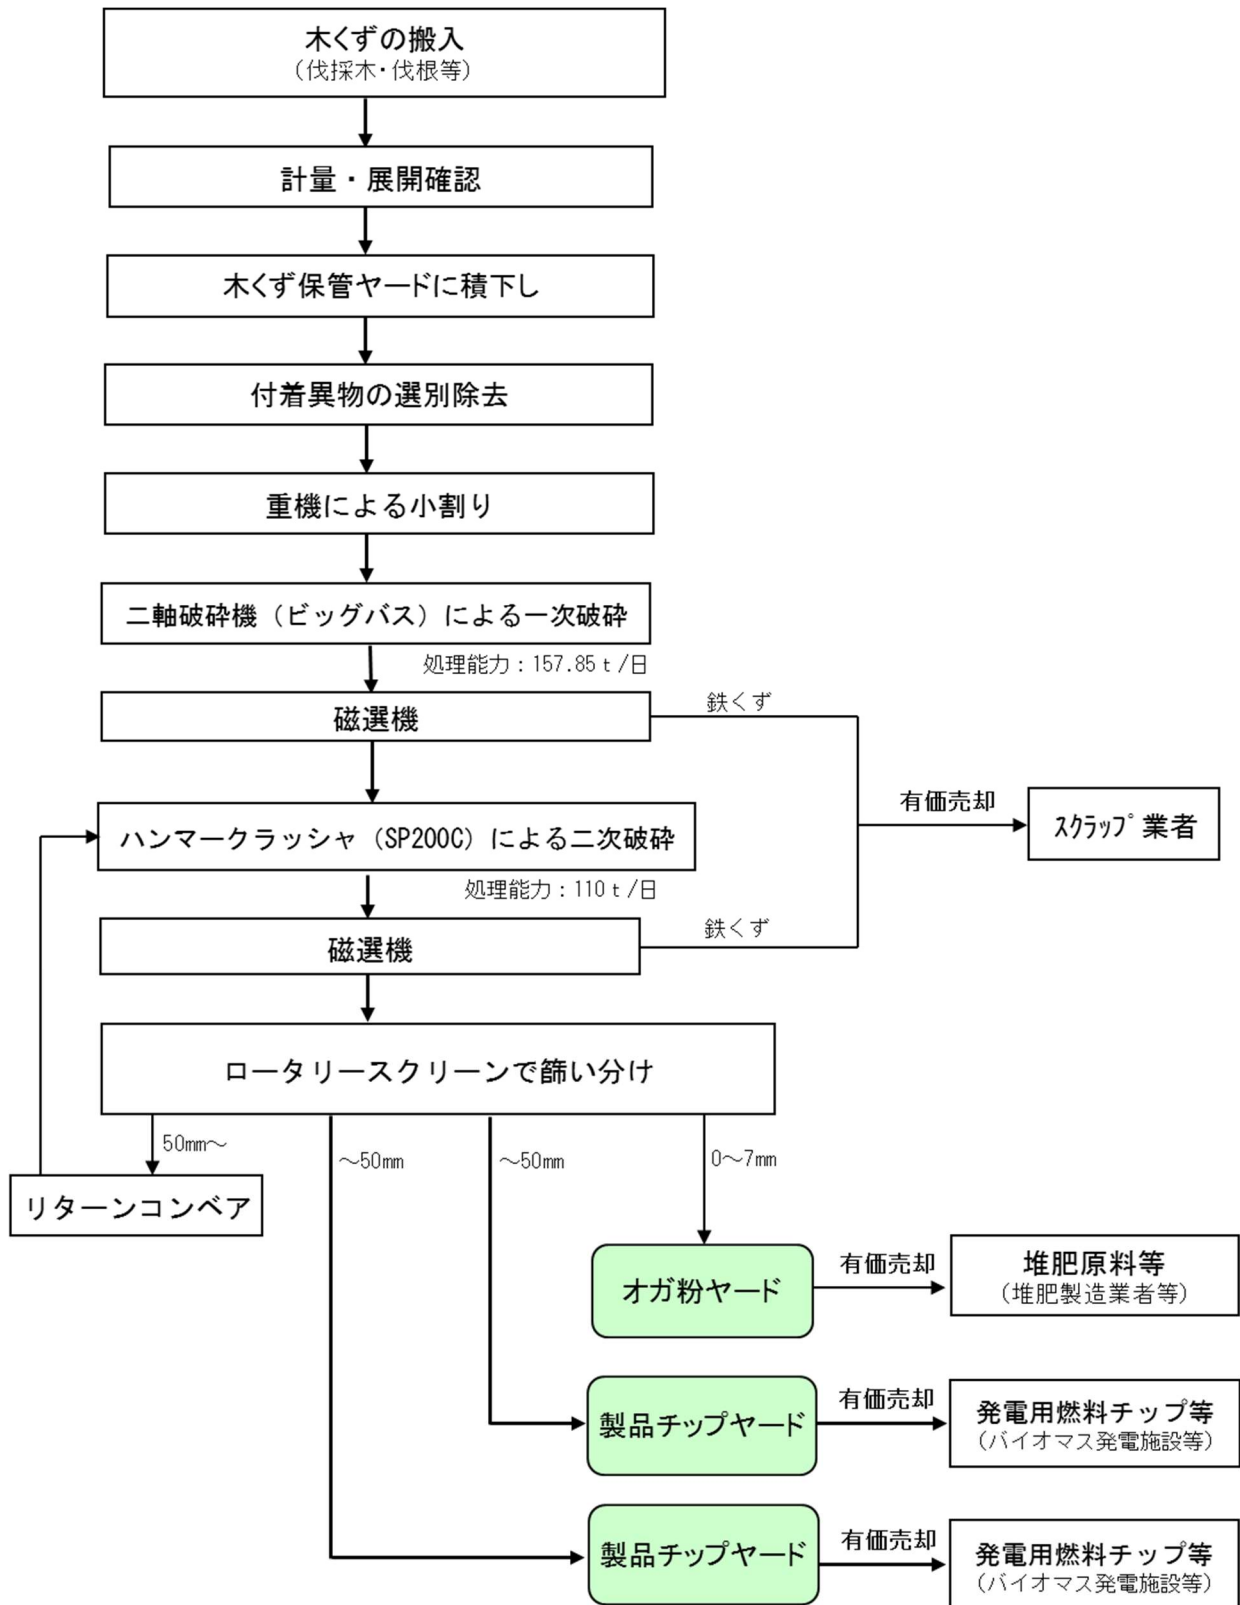 木くずの搬入
（伐採木・伐根等）
計量・展開確認
木くず保管ヤードに積下し
付着異物の選別除去
重機による小割り
二軸破砕機（ビッグバス）による一次破砕
処理能力：157.85ｔ/日
磁選機
鉄くず
有価売却
ｽｸﾗｯﾌﾟ業者
ハンマークラッシャ（SP200C）による二次破砕
処理能力：110ｔ/日
磁選機
鉄くず
ロータリースクリーンで篩い分け
50mm～
～50mm
～50mm
0～7mm
リターンコンベア
オガ粉ヤード
有価売却
堆肥原料等
（堆肥製造業者等）
製品チップヤード
有価売却
発電用燃料チップ等
（バイオマス発電施設等）
製品チップヤード
有価売却
発電用燃料チップ等
（バイオマス発電施設等）